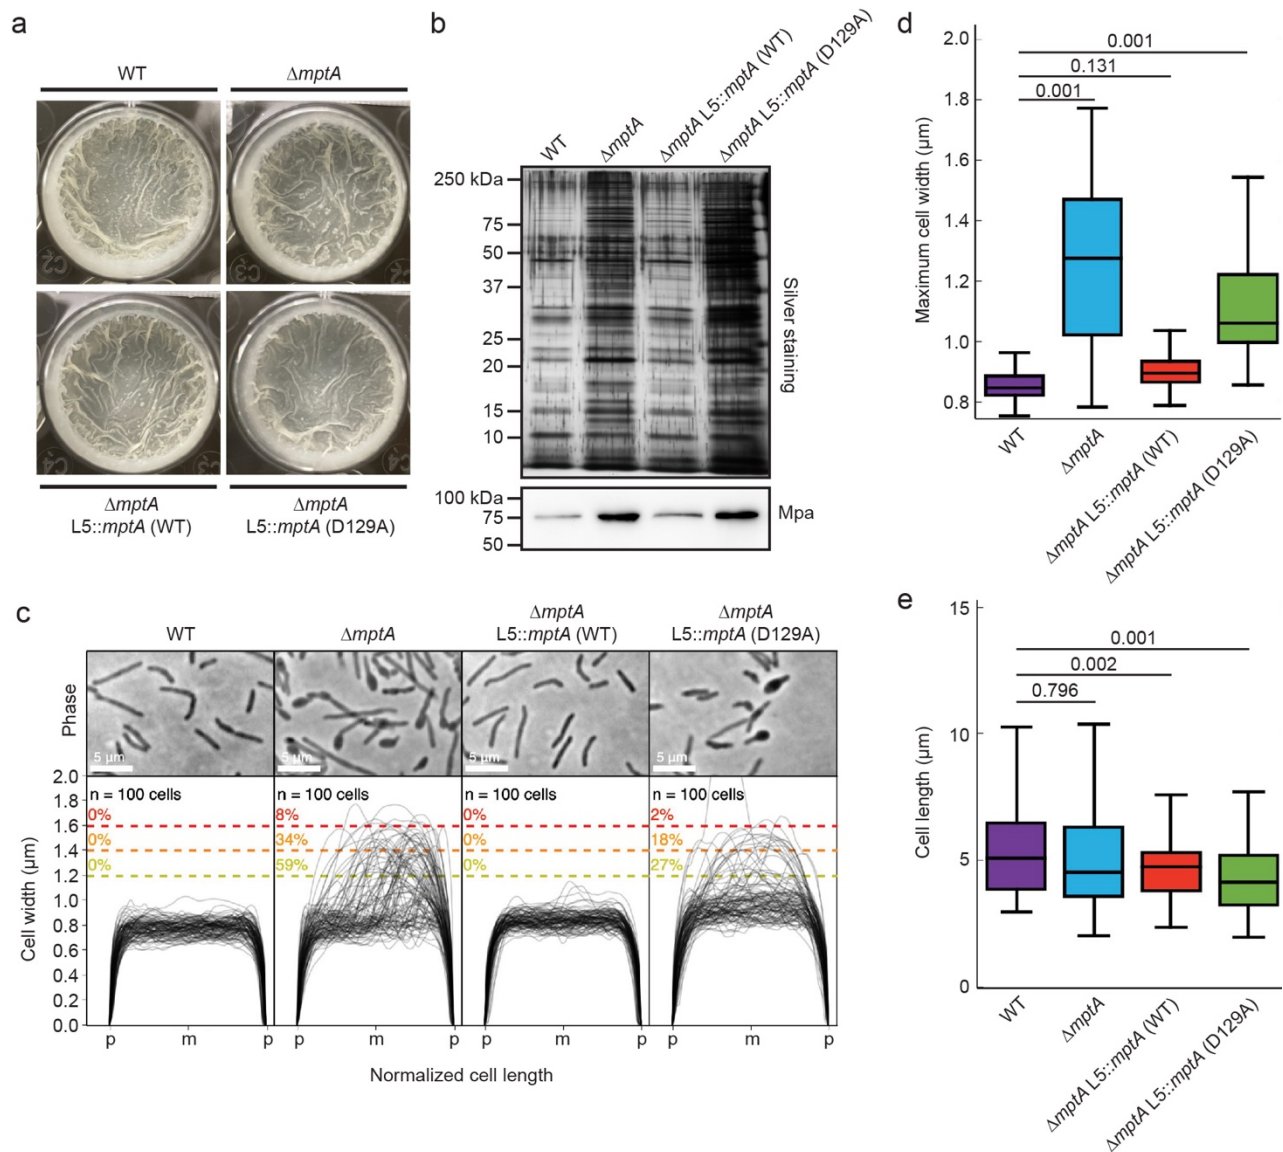 a
WT
ΔmptA
C2
C3
C4
ΔmptA
L5::mptA (WT)
ΔmptA
L5::mptA (D129A)
b
WT
ΔmptA
ΔmptA L5::mptA (WT)
ΔmptA L5::mptA (D129A)
250 kDa
75
50
37
25
20
15
10
Silver staining
100 kDa
75
50
Mpa
c
WT
ΔmptA
ΔmptA
L5::mptA (WT)
ΔmptA
L5::mptA (D129A)
Phase
5 µm
5 µm
5 µm
5 µm
Cell width (µm)
2.0
1.8
1.6
1.4
1.2
1.0
0.8
0.6
0.4
0.2
0.0
n = 100 cells
0%
0%
0%
n = 100 cells
8%
34%
59%
n = 100 cells
0%
0%
0%
n = 100 cells
2%
18%
27%
p m p
p m p
p m p
p m p
Normalized cell length
d
Maximum cell width (µm)
2.0
1.8
1.6
1.4
1.2
1.0
0.8
0.001
0.131
0.001
WT
ΔmptA
ΔmptA L5::mptA (WT)
ΔmptA L5::mptA (D129A)
e
Cell length (µm)
15
10
5
0
0.001
0.002
0.796
WT
ΔmptA
ΔmptA L5::mptA (WT)
ΔmptA L5::mptA (D129A)